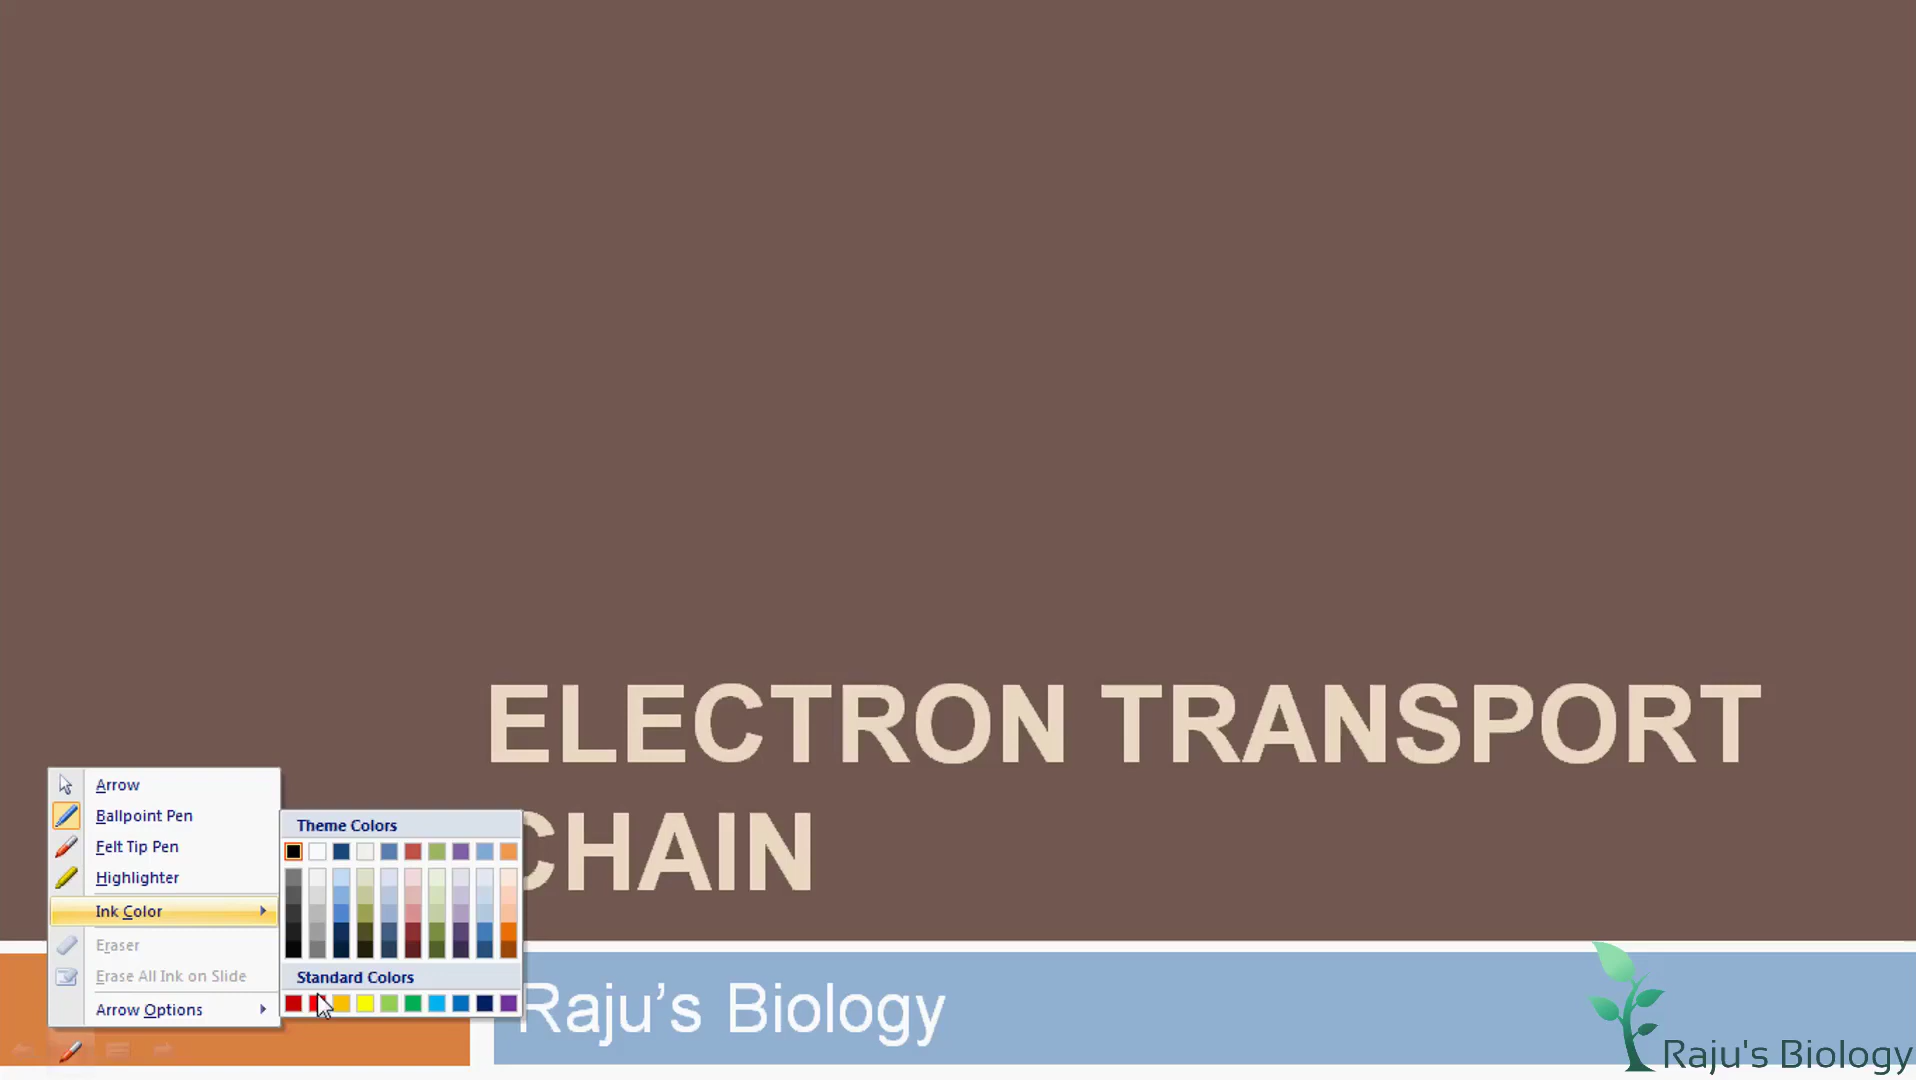 ELECTRON TRANSPORT
CHAIN
Arrow
Ballpoint Pen
Felt Tip Pen
Highlighter
Ink Color
Eraser
Erase All Ink on Slide
Arrow Options
Theme Colors
Standard Colors
Raju’s Biology
Raju's Biology